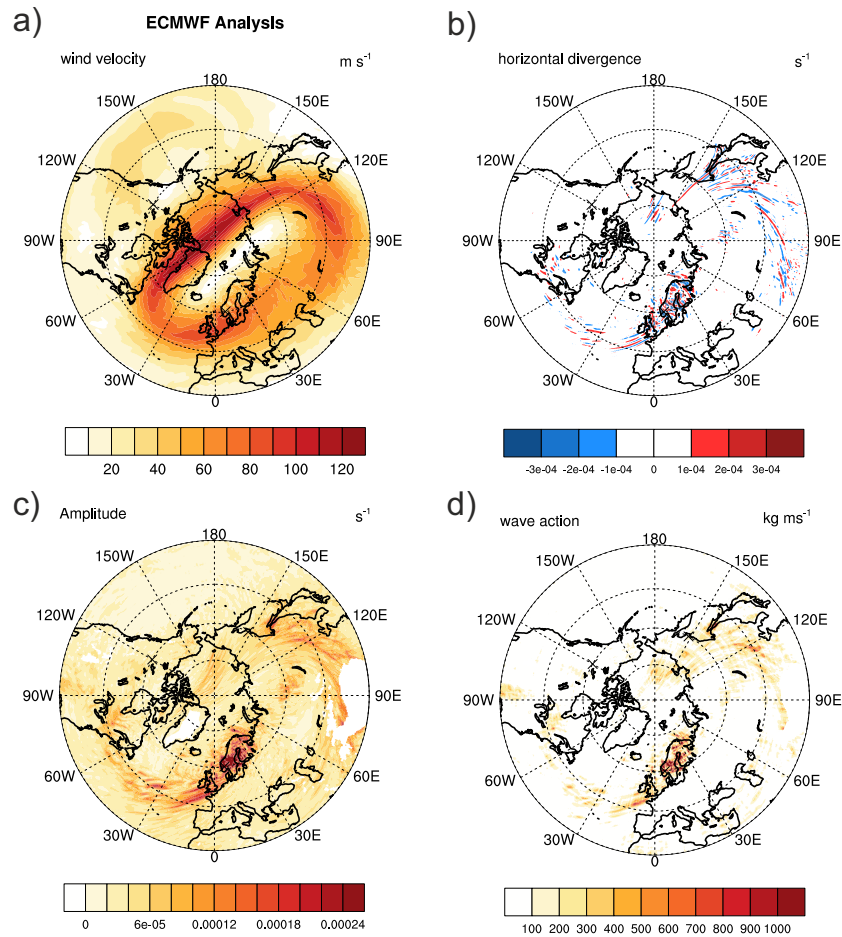 a) ECMWF Analysis
wind velocity m s⁻¹
180
150W 150E
120W 120E
90W 90E
60W 60E
30W 30E
0
20 40 60 80 100 120
b)
horizontal divergence s⁻¹
180
150W 150E
120W 120E
90W 90E
60W 60E
30W 30E
0
-3e-04 -2e-04 -1e-04 0 1e-04 2e-04 3e-04
c)
Amplitude s⁻¹
180
150W 150E
120W 120E
90W 90E
60W 60E
30W 30E
0
0 6e-05 0.00012 0.00018 0.00024
d)
wave action kg ms⁻¹
180
150W 150E
120W 120E
90W 90E
60W 60E
30W 30E
0
100 200 300 400 500 600 700 800 900 1000